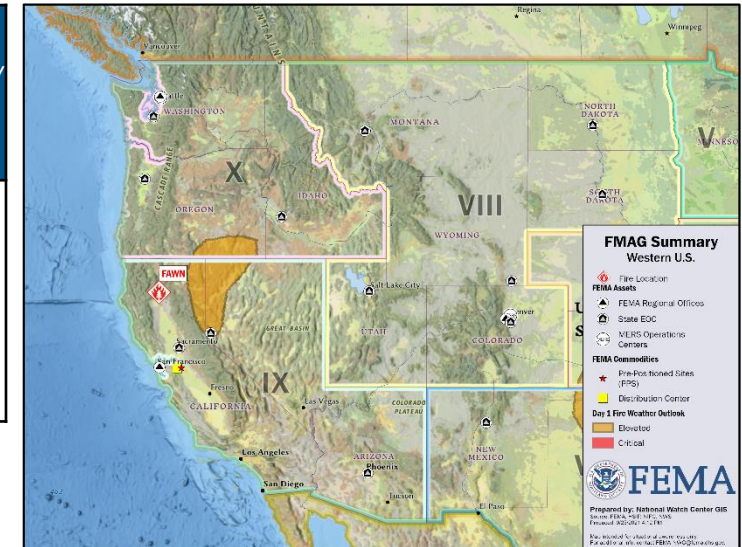 Regina
Winnipeg
Vancouver
Seattle
WASHINGTON
MONTANA
NORTH
DAKOTA
V
CASCADE RANGE
X
OREGON
IDAHO
SOUTH
DAKOTA
VIII
WYOMING
FAWN
Salt Lake City
Denver
UTAH
COLORADO
GREAT BASIN
Sacramento
San Francisco
IX
Fresno
CALIFORNIA
Las Vegas
COLORADO
PLATEAU
Los Angeles
ARIZONA
Phoenix
NEW
MEXICO
San Diego
Tucson
El Paso
FMAG Summary
Western U.S.
Fire Location
FEMA Assets
FEMA Regional Offices
State EOC
MERS Operations
Centers
FEMA Commodities
Pre-Positioned Sites
(PPS)
Distribution Center
Day 1 Fire Weather Outlook
Elevated
Critical
FEMA
Prepared by: National Watch Center GIS